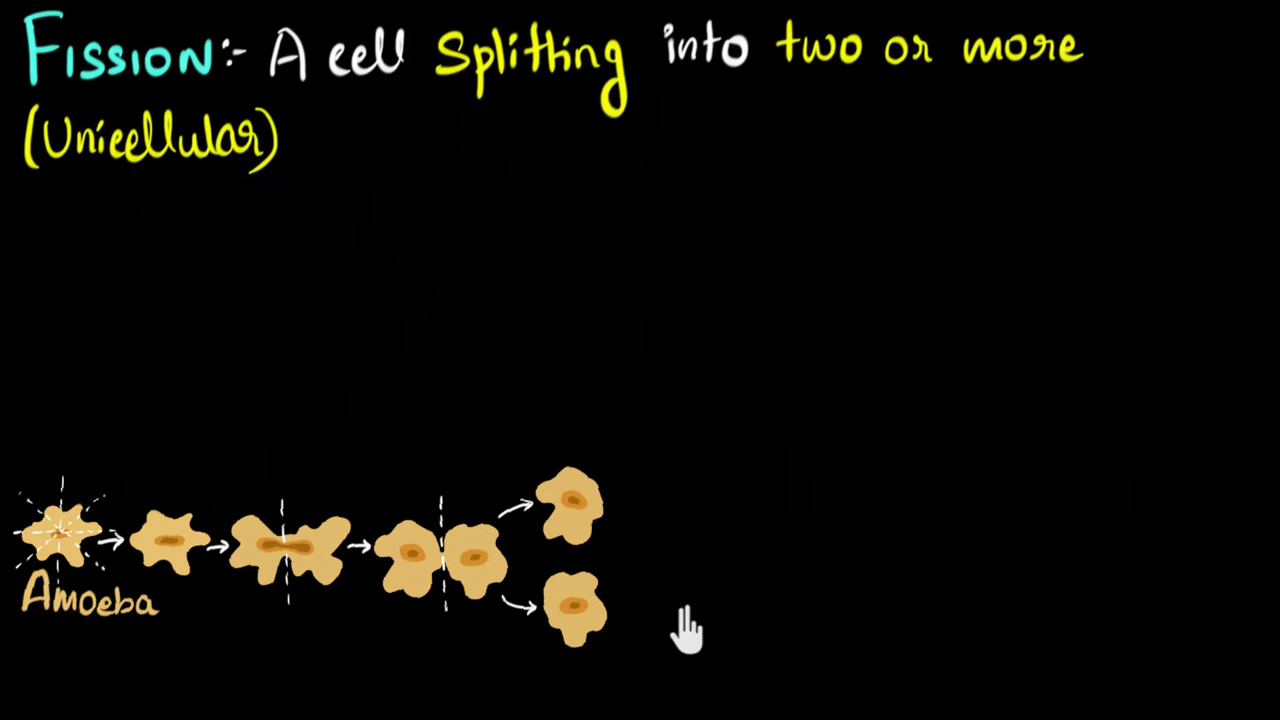 FISSION:- A cell Splitting into two or more
(Unicellular)
Amoeba